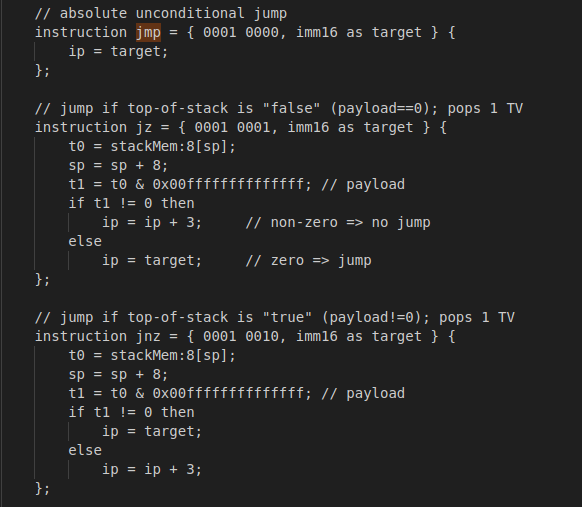 // absolute unconditional jump
instruction jmp = { 0001 0000, imm16 as target } {
ip = target;
};
// jump if top-of-stack is "false" (payload==0); pops 1 TV
instruction jz = { 0001 0001, imm16 as target } {
t0 = stackMem:8[sp];
sp = sp + 8;
t1 = t0 & 0x00ffffffffffffff; // payload
if t1 != 0 then
ip = ip + 3;     // non-zero => no jump
else
ip = target;     // zero => jump
};
// jump if top-of-stack is "true" (payload!=0); pops 1 TV
instruction jnz = { 0001 0010, imm16 as target } {
t0 = stackMem:8[sp];
sp = sp + 8;
t1 = t0 & 0x00ffffffffffffff; // payload
if t1 != 0 then
ip = target;
else
ip = ip + 3;
};